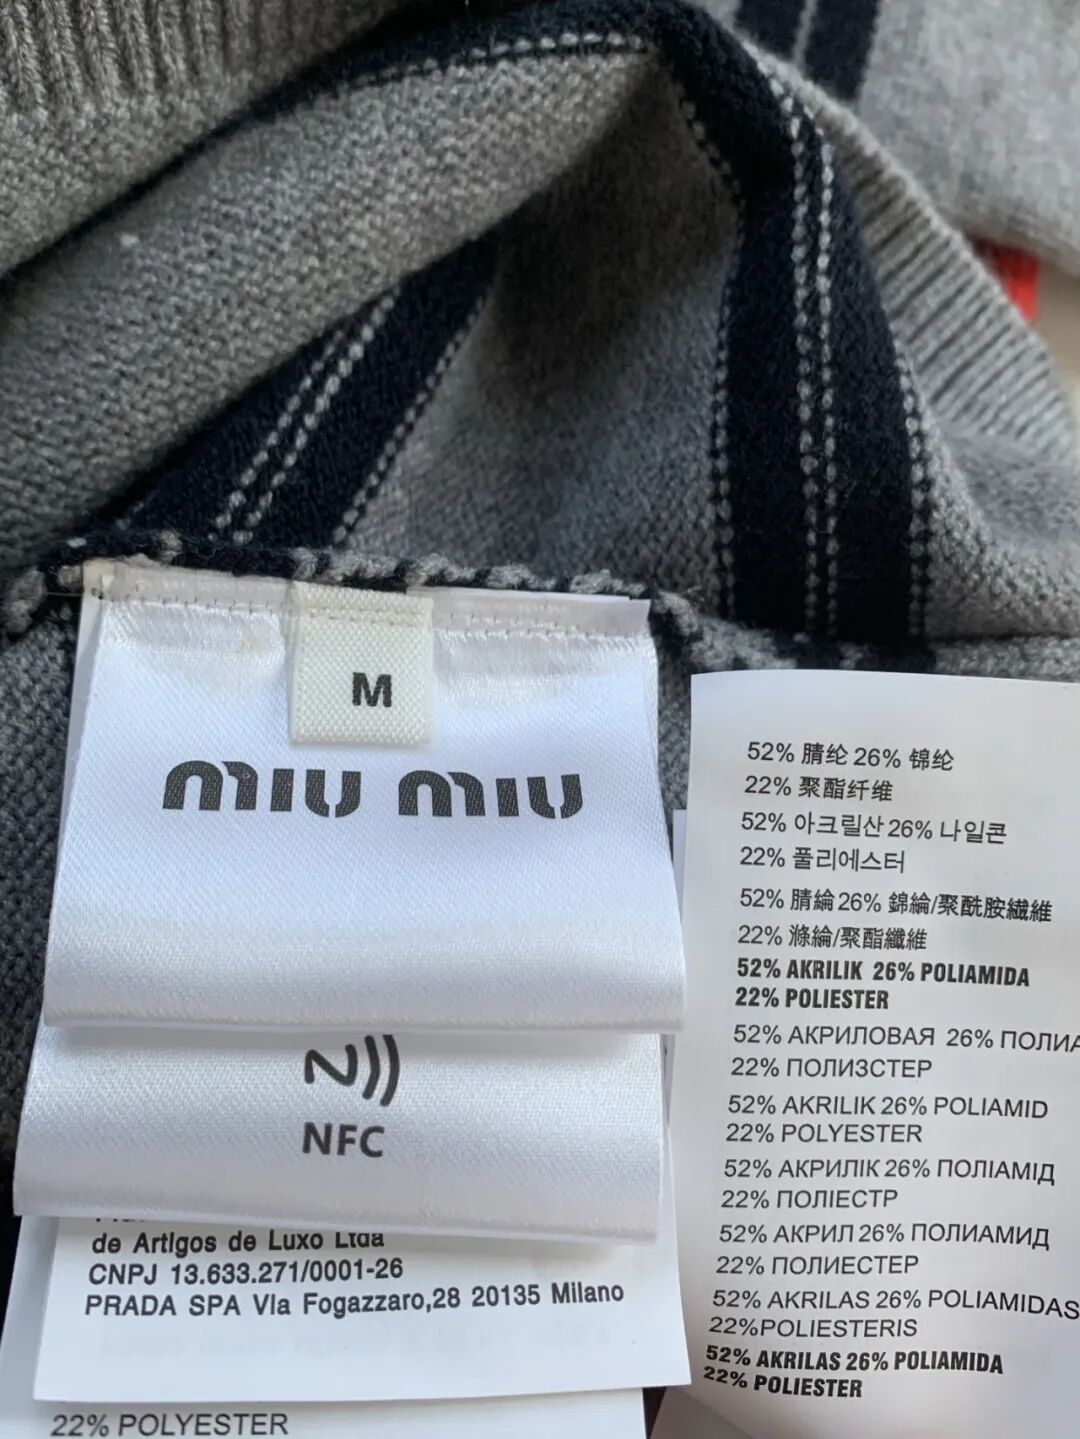 M
miu miu
NFC
de Artlgos de Luxo Ltda
CNPJ 13.633.271/0001-26
PRADA SPA Vla Fogazzaro,28 20135 Milano
22% POLYESTER
52%腈纶 26% 锦纶
22% 聚酯纤维
52% 아크릴산 26% 나일콘
22% 폴리에스터
52% 腈綸 26% 錦綸/聚酰胺纖維
22% 滌綸/聚酯纖維
52% AKRILIK 26% POLIAMIDA
22% POLIESTER
52% АКРИЛОВАЯ 26% ПОЛИА
22% ПОЛИЗСТЕР
52% AKRILIK 26% POLIAMID
22% POLYESTER
52% АКРИЛІК 26% ПОЛІАМІД
22% ПОЛІЕСТР
52% АКРИЛ 26% ПОЛИАМИД
22% ПОЛИЕСТЕР
52% AKRILAS 26% POLIAMIDAS
22%POLIESTERIS
52% AKRILAS 26% POLIAMIDA
22% POLIESTER